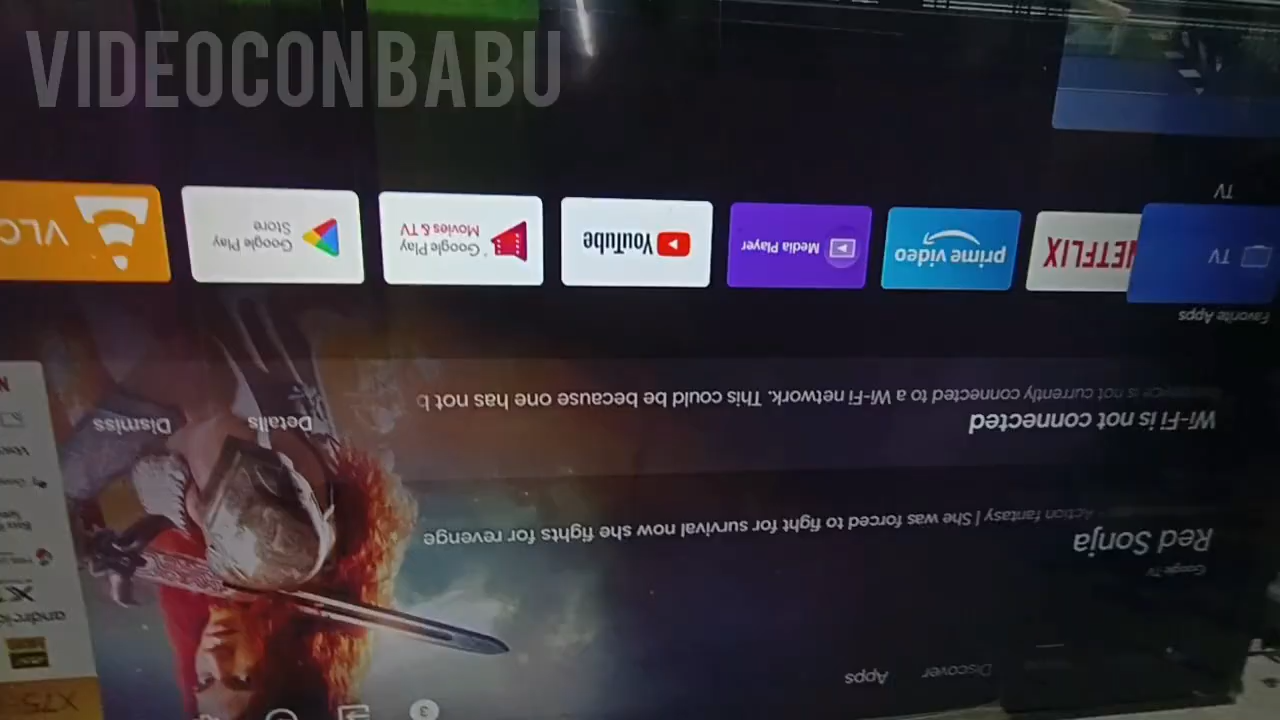 VIDEOCONBABU
3
Discover Apps
Google TV
Red Sonja
Action fantasy | She was forced to fight for survival now she fights for revenge
Wi-Fi is not connected
is not currently connected to a Wi-Fi network. This could be because one has not b
Details Dismiss
Favorite Apps
TV
NETFLIX
prime video
Media Player
YouTube
Google Play
Movies & TV
Google Play
Store
VLC
TV
X75
android